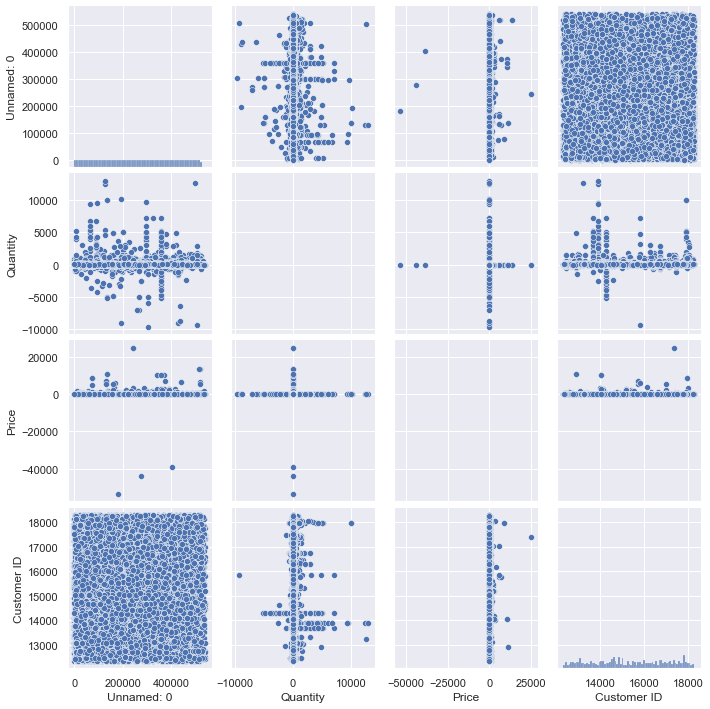 500000
400000
300000
200000
100000
0
Unnamed: 0
10000
5000
0
−5000
−10000
Quantity
20000
0
−20000
−40000
Price
18000
17000
16000
15000
14000
13000
Customer ID
0 200000 400000
Unnamed: 0
−10000 0 10000
Quantity
−50000 −25000 0 25000
Price
14000 16000 18000
Customer ID